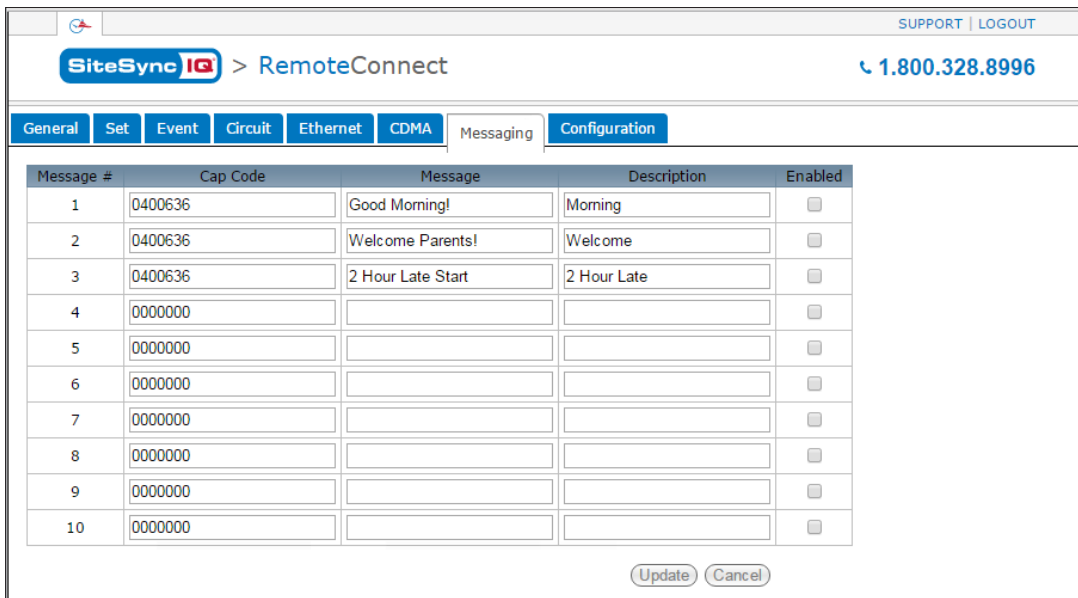 SUPPORT | LOGOUT
SiteSync IQ > RemoteConnect
1.800.328.8996
General Set Event Circuit Ethernet CDMA Messaging Configuration
Message # Cap Code Message Description Enabled
1 0400636 Good Morning! Morning
2 0400636 Welcome Parents! Welcome
3 0400636 2 Hour Late Start 2 Hour Late
4 0000000
5 0000000
6 0000000
7 0000000
8 0000000
9 0000000
10 0000000
Update Cancel